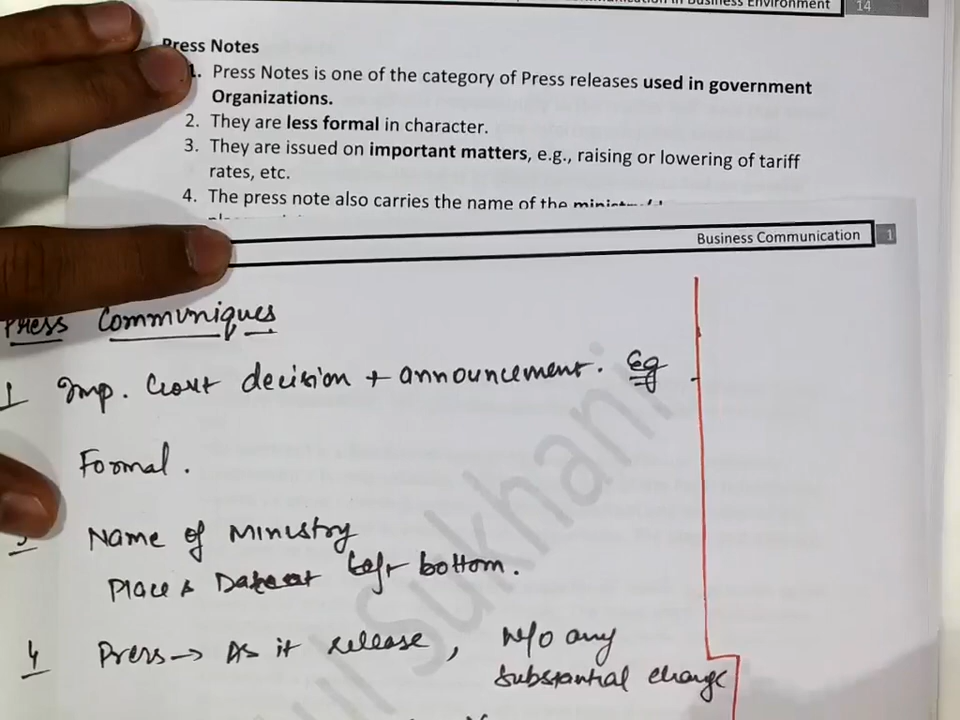 in Business Environment
14
Press Notes
1. Press Notes is one of the category of Press releases used in government
Organizations.
2. They are less formal in character.
3. They are issued on important matters, e.g., raising or lowering of tariff
rates, etc.
4. The press note also carries the name of the
Business Communication 1
Press Communiques
1 Imp. Govt decision + announcement. Eg
Formal.
3 Name of Ministry
Place & Date at left bottom.
4 Press → As it release, w/o any
substantial change
ul Sukhani